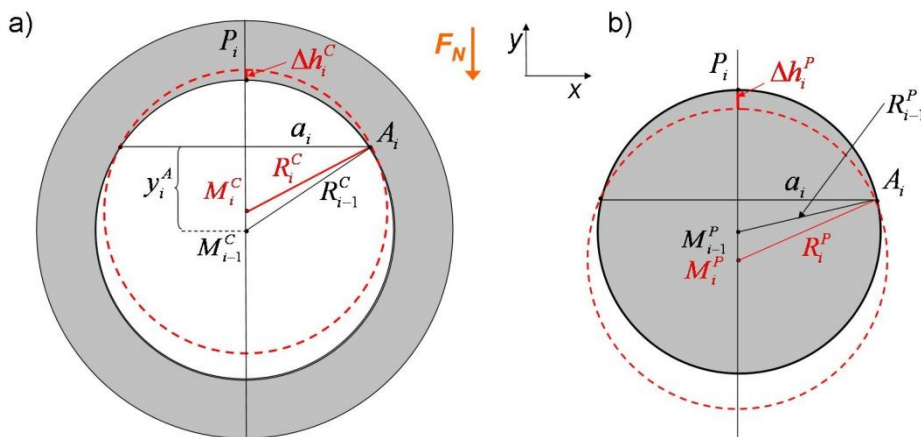 a)
P_i
Δh_i^C
a_i
A_i
y_i^A
R_i^C
M_i^C
R_{i-1}^C
M_{i-1}^C
F_N
y
x
b)
P_i
Δh_i^P
R_{i-1}^P
a_i
A_i
M_{i-1}^P
M_i^P
R_i^P